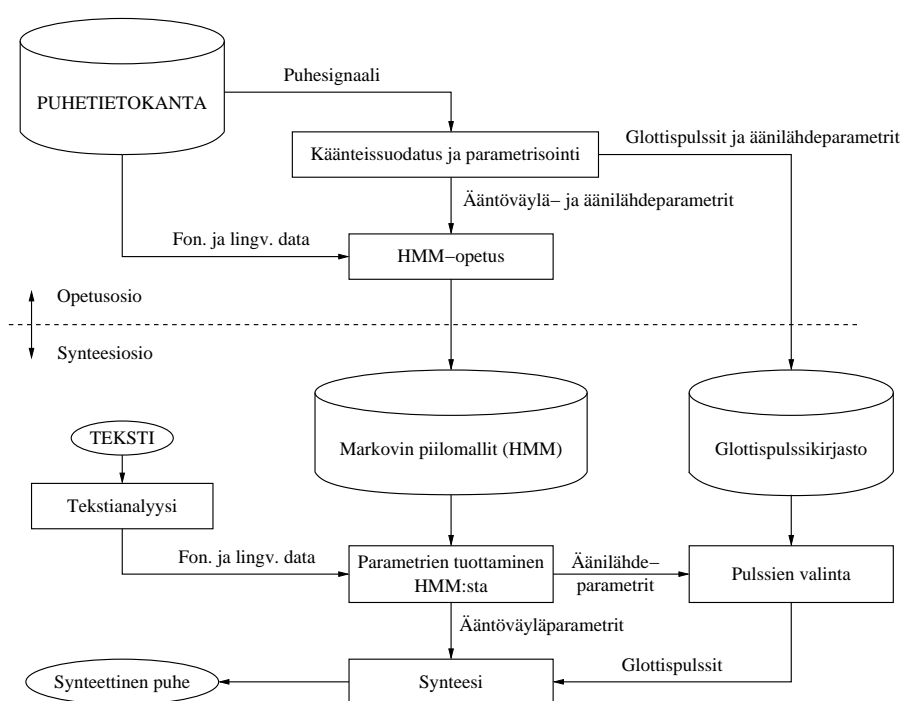 Puhesignaali
PUHETIETOKANTA
Glottispulssit ja äänilähdeparametrit
Käänteissuodatus ja parametrisointi
Ääntöväylä− ja äänilähdeparametrit
Fon. ja lingv. data
HMM−opetus
Opetusosio
Synteesiosio
TEKSTI
Markovin piilomallit (HMM)
Glottispulssikirjasto
Tekstianalyysi
Fon. ja lingv. data
Parametrien tuottaminen
HMM:sta
Äänilähde−
parametrit
Pulssien valinta
Ääntöväyläparametrit
Glottispulssit
Synteettinen puhe
Synteesi